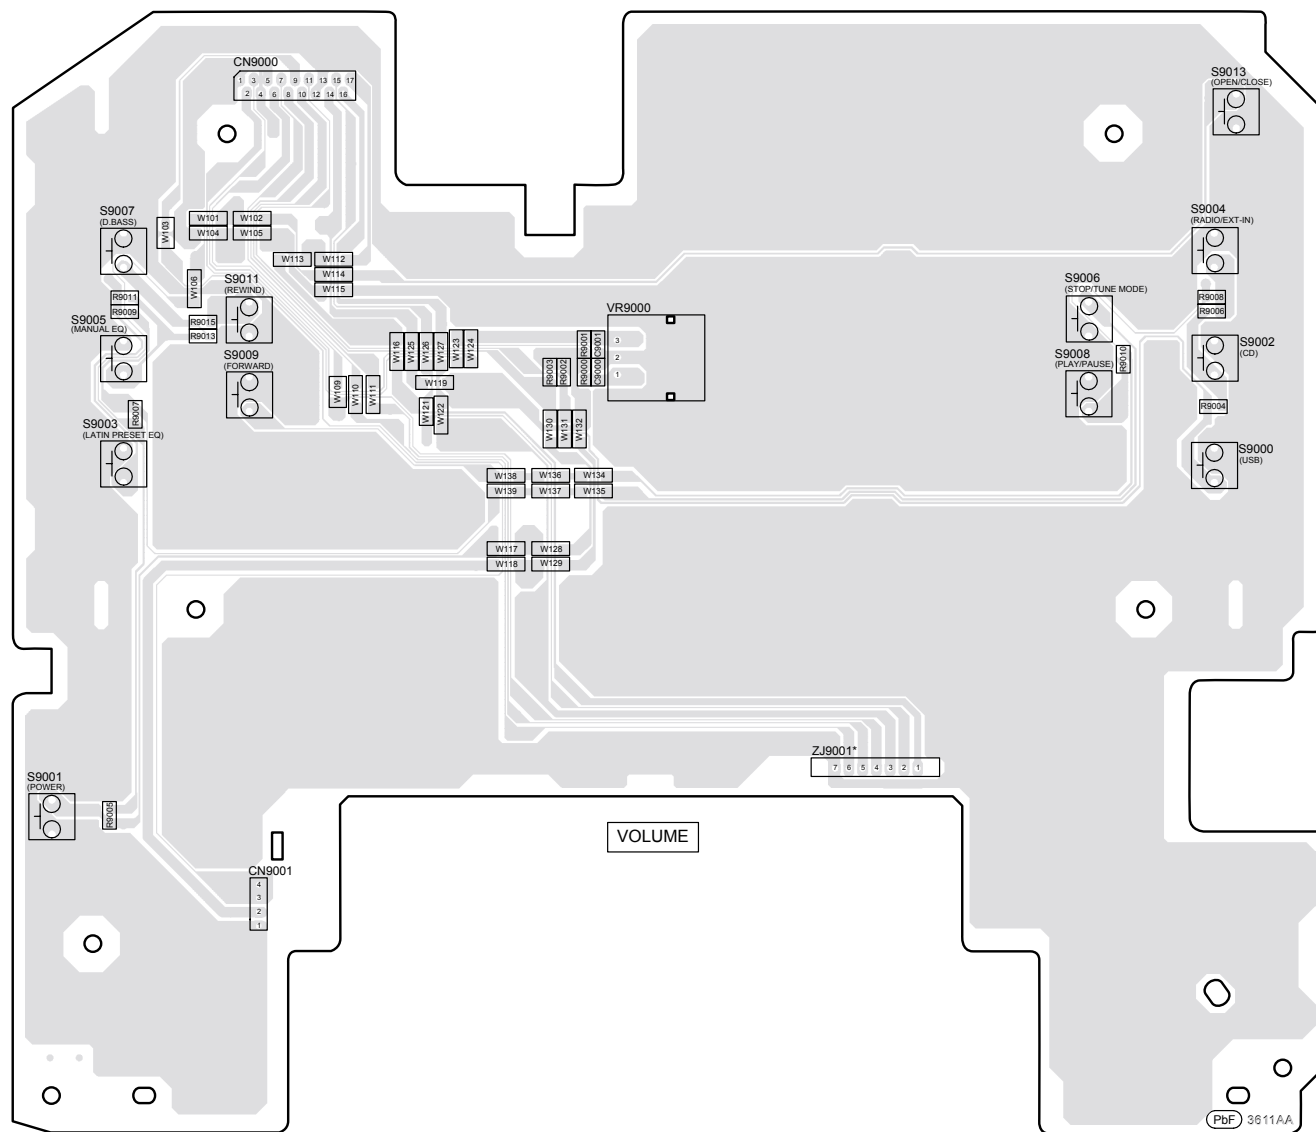 CN9000
1 3 5 7 9 11 13 15 17
2 4 6 8 10 12 14 16
S9013
(OPEN/CLOSE)
S9007
(D.BASS)
W103
W101
W102
W104
W105
S9004
(RADIO/EXT-IN)
W113
W112
W114
W115
W106
S9011
(REWIND)
R9011
R9009
S9005
(MANUAL EQ)
R9015
R9013
S9009
(FORWARD)
VR9000
3
2
1
S9006
(STOP/TUNE MODE)
R9008
R9006
S9002
(CD)
S9008
(PLAY/PAUSE)
R9010
W116
W125
W126
W127
W123
W124
R9001
C9001
R9003
R9002
R9000
C9000
W119
W109
W110
W111
W121
W122
R9007
S9003
(LATIN PRESET EQ)
W130
W131
W132
R9004
S9000
(USB)
W138
W136
W134
W139
W137
W135
W117
W128
W118
W129
ZJ9001*
7 6 5 4 3 2 1
S9001
(POWER)
R9005
VOLUME
CN9001
4
3
2
1
PbF 3611AA